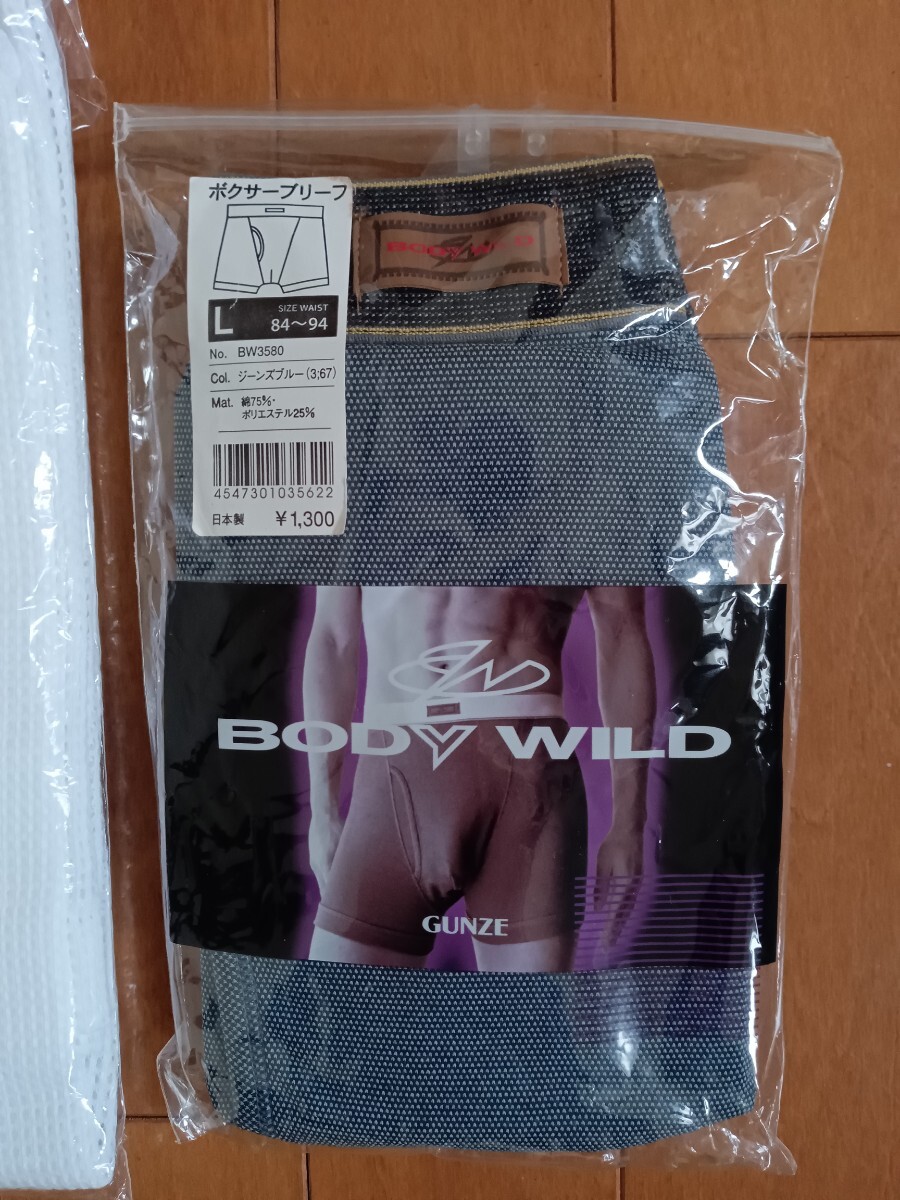 ボクサーブリーフ
L
SIZE WAIST
84〜94
No. BW3580
Col. ジーンズブルー(3;67)
Mat. 綿75%・
ポリエステル25%
4547301035622
日本製 ¥1,300
BODY WILD
BODY WILD
GUNZE